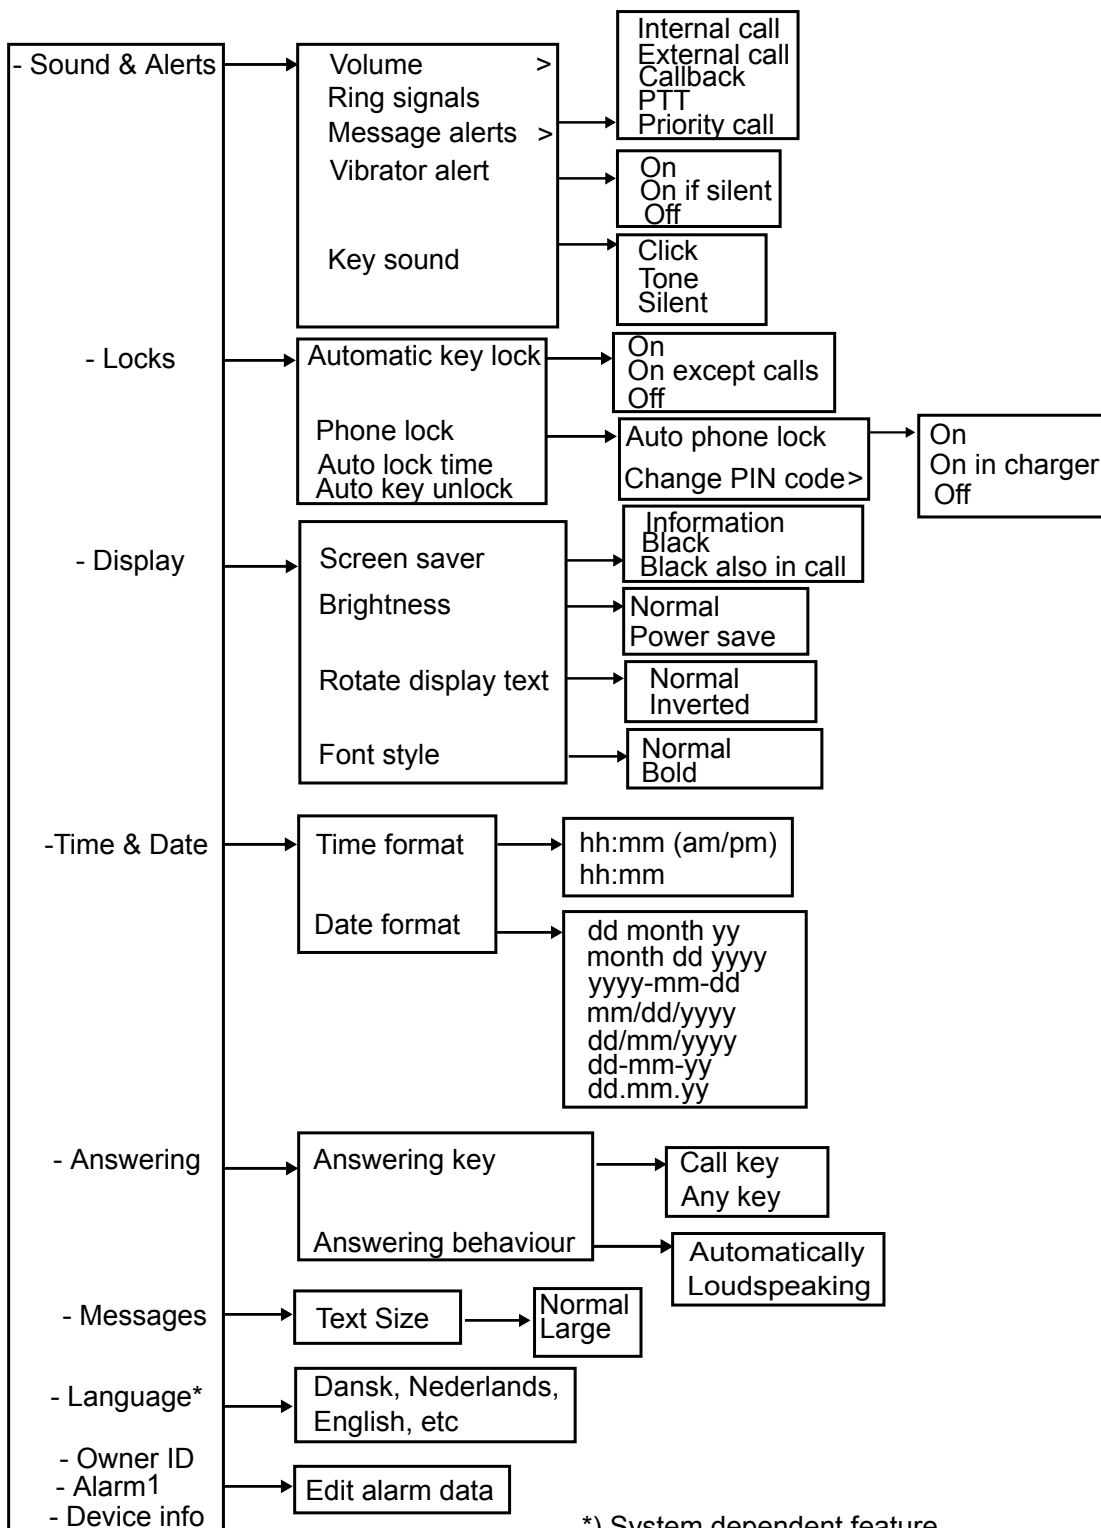 - Sound & Alerts
Volume >
Ring signals
Message alerts >
Vibrator alert
Key sound
Internal call
External call
Callback
PTT
Priority call
On
On if silent
Off
Click
Tone
Silent
- Locks
Automatic key lock
Phone lock
Auto lock time
Auto key unlock
On
On except calls
Off
Auto phone lock
Change PIN code>
On
On in charger
Off
- Display
Screen saver
Brightness
Rotate display text
Font style
Information
Black
Black also in call
Normal
Power save
Normal
Inverted
Normal
Bold
-Time & Date
Time format
Date format
hh:mm (am/pm)
hh:mm
dd month yy
month dd yyyy
yyyy-mm-dd
mm/dd/yyyy
dd/mm/yyyy
dd-mm-yy
dd.mm.yy
- Answering
Answering key
Answering behaviour
Call key
Any key
Automatically
Loudspeaking
- Messages
Text Size
Normal
Large
- Language*
Dansk, Nederlands,
English, etc
- Owner ID
- Alarm1
- Device info
Edit alarm data
*) System dependent feature